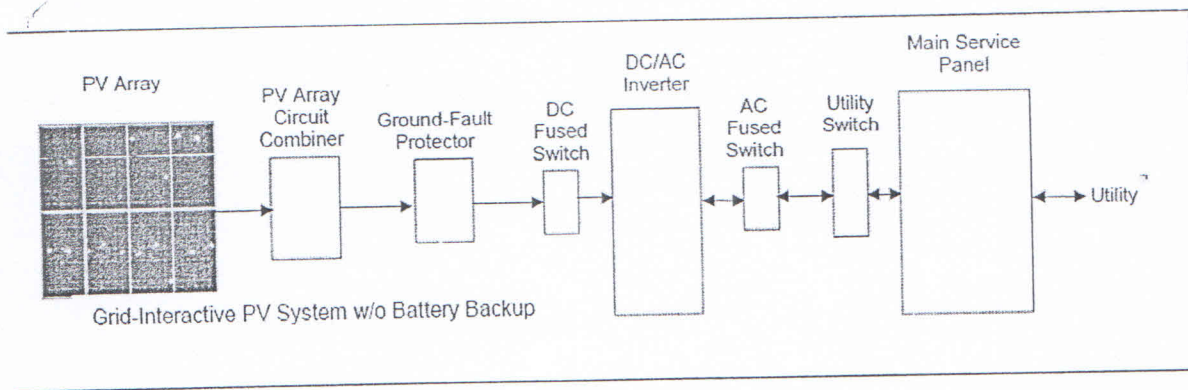 PV Array
PV Array
Circuit
Combiner
Ground-Fault
Protector
DC
Fused
Switch
DC/AC
Inverter
AC
Fused
Switch
Utility
Switch
Main Service
Panel
Utility
Grid-Interactive PV System w/o Battery Backup